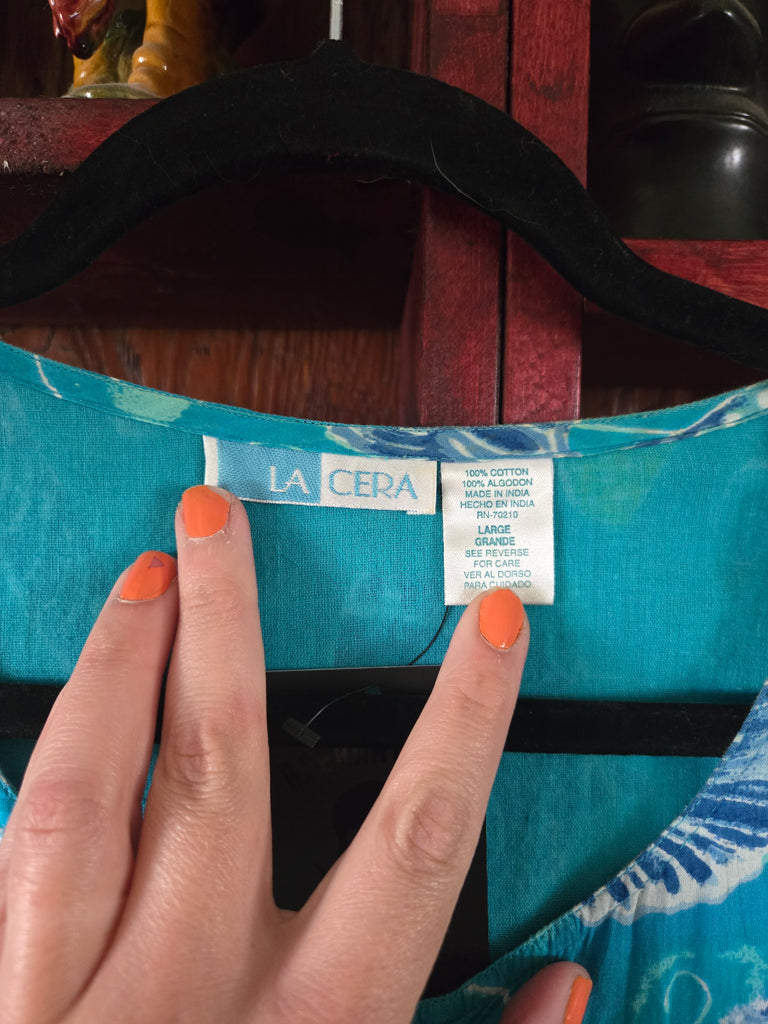 LA CERA
100% COTTON
100% ALGODON
MADE IN INDIA
HECHO EN INDIA
RN-70210
LARGE
GRANDE
SEE REVERSE
FOR CARE
VER AL DORSO
PARA CUIDADO